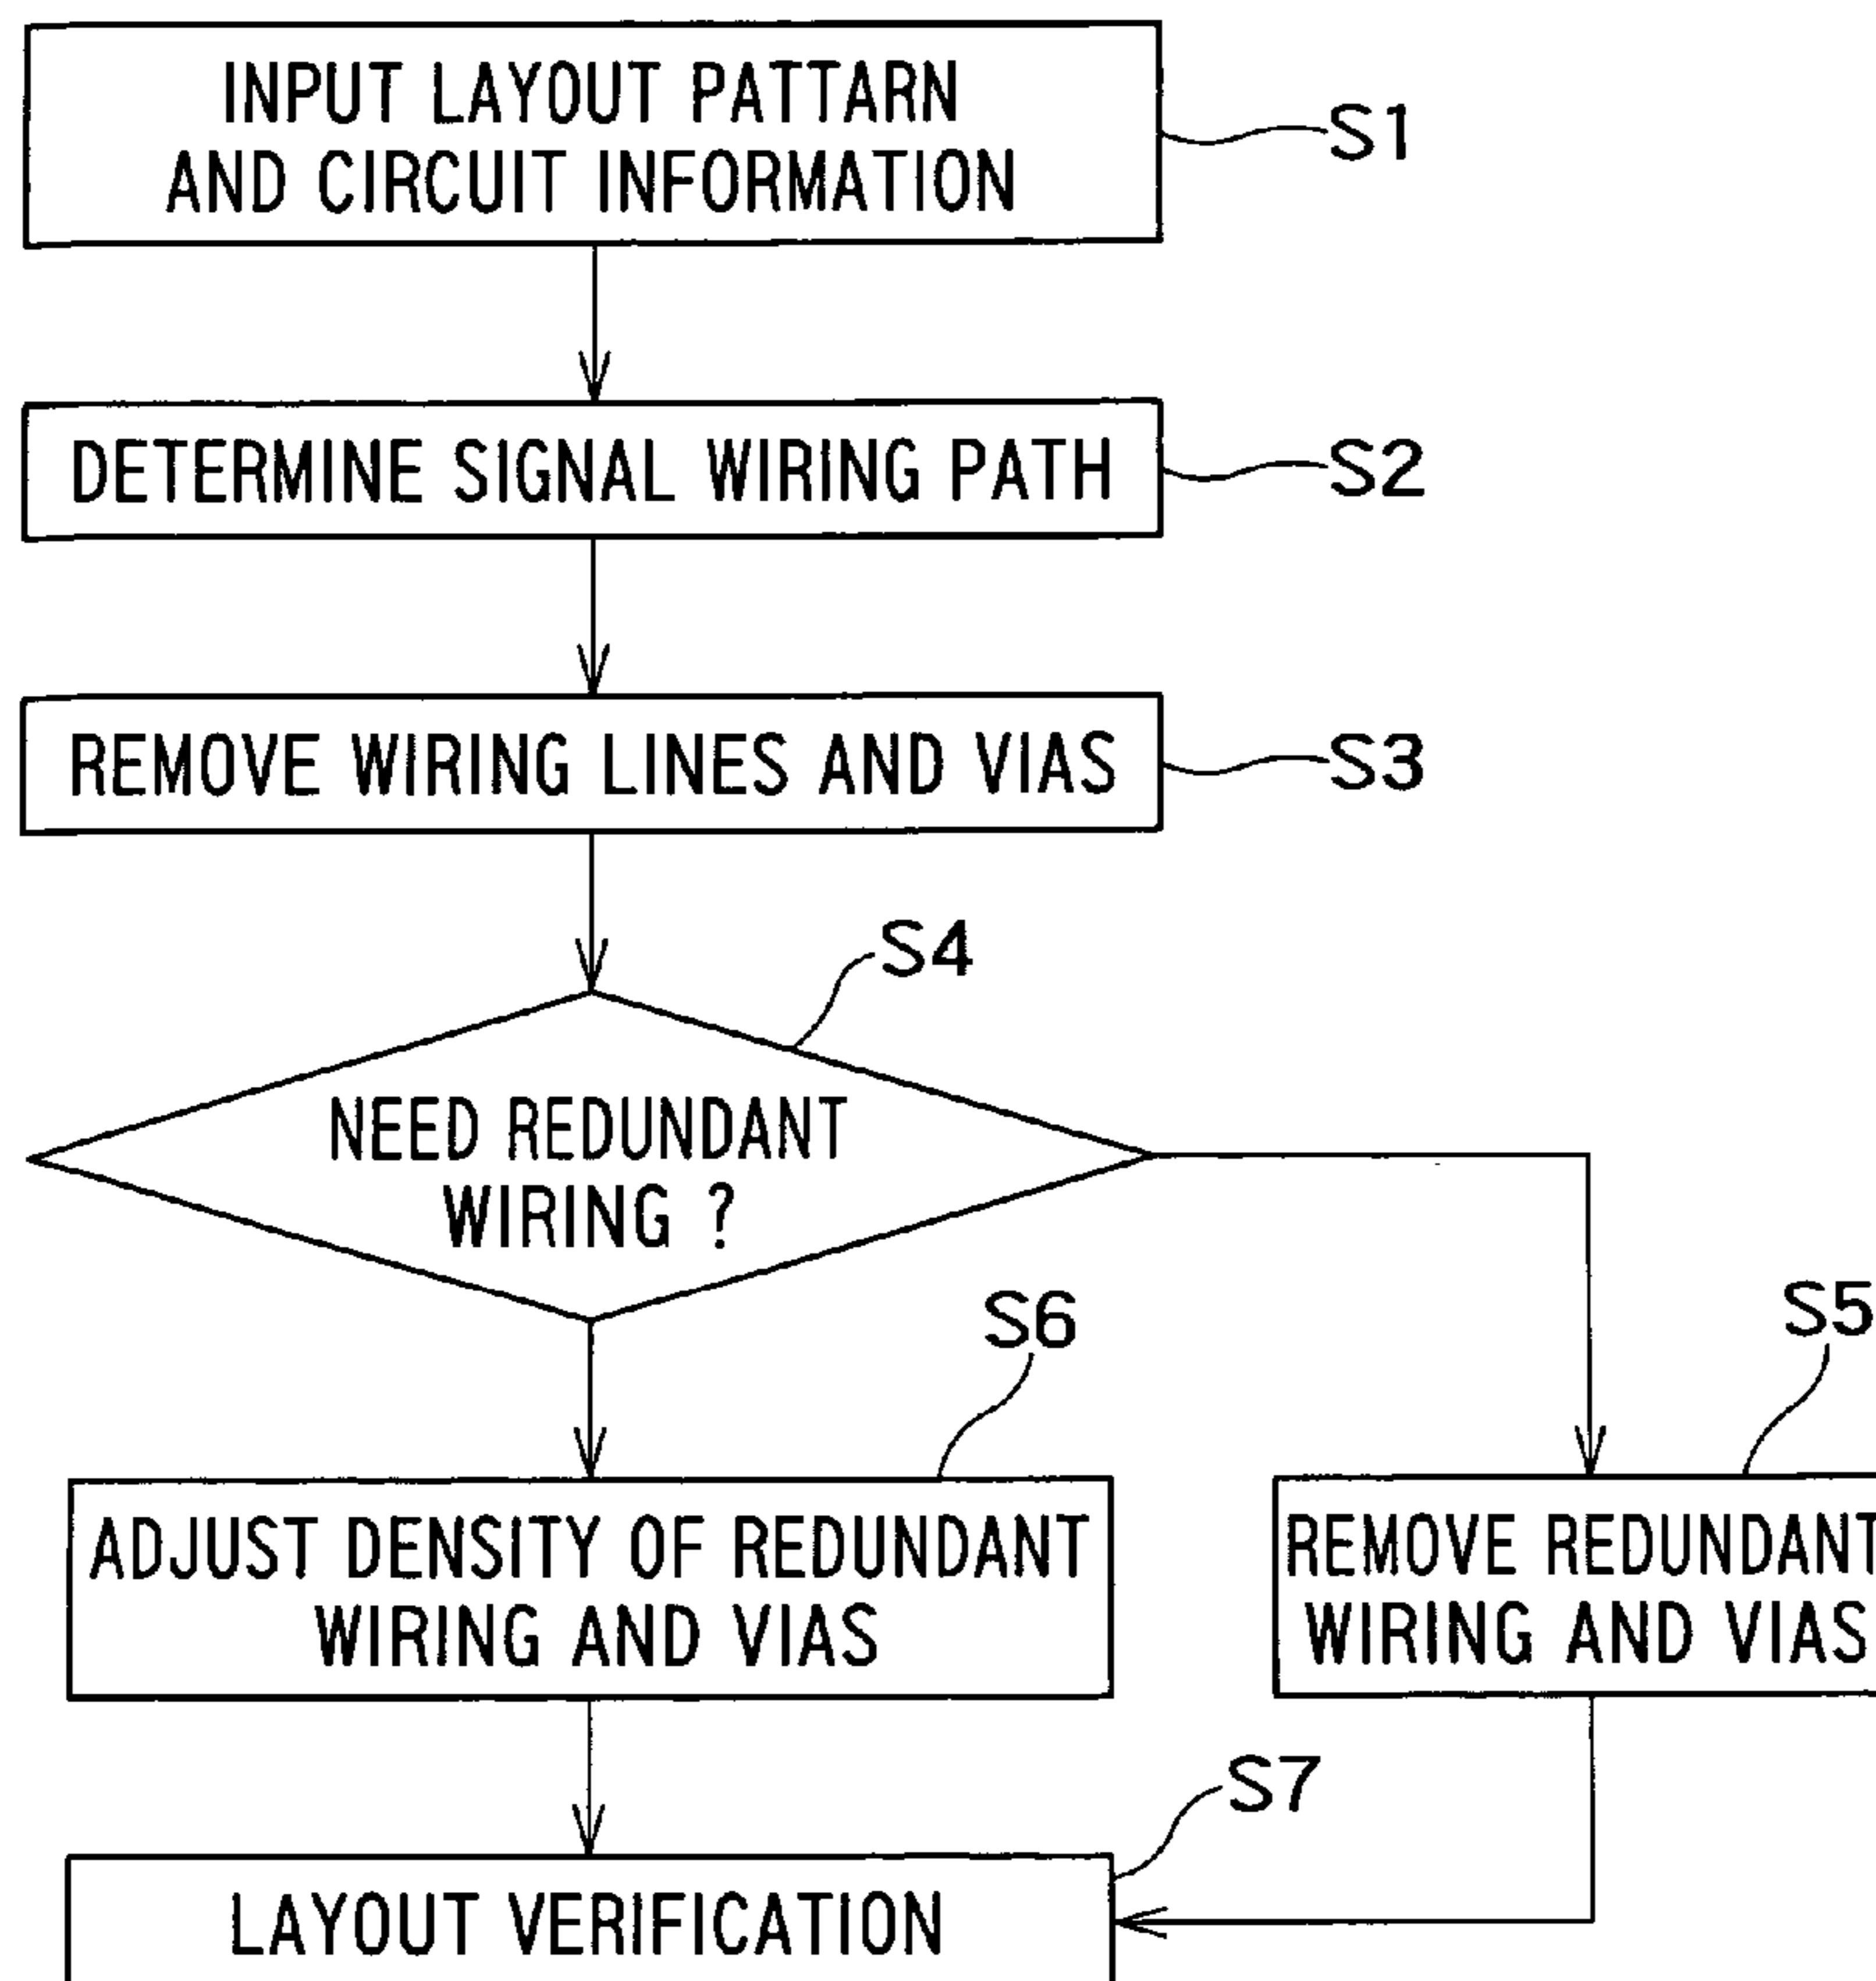 INPUT LAYOUT PATTARN
AND CIRCUIT INFORMATION
S1
DETERMINE SIGNAL WIRING PATH
S2
REMOVE WIRING LINES AND VIAS
S3
S4
NEED REDUNDANT
WIRING ?
S6
S5
ADJUST DENSITY OF REDUNDANT
WIRING AND VIAS
REMOVE REDUNDANT
WIRING AND VIAS
S7
LAYOUT VERIFICATION